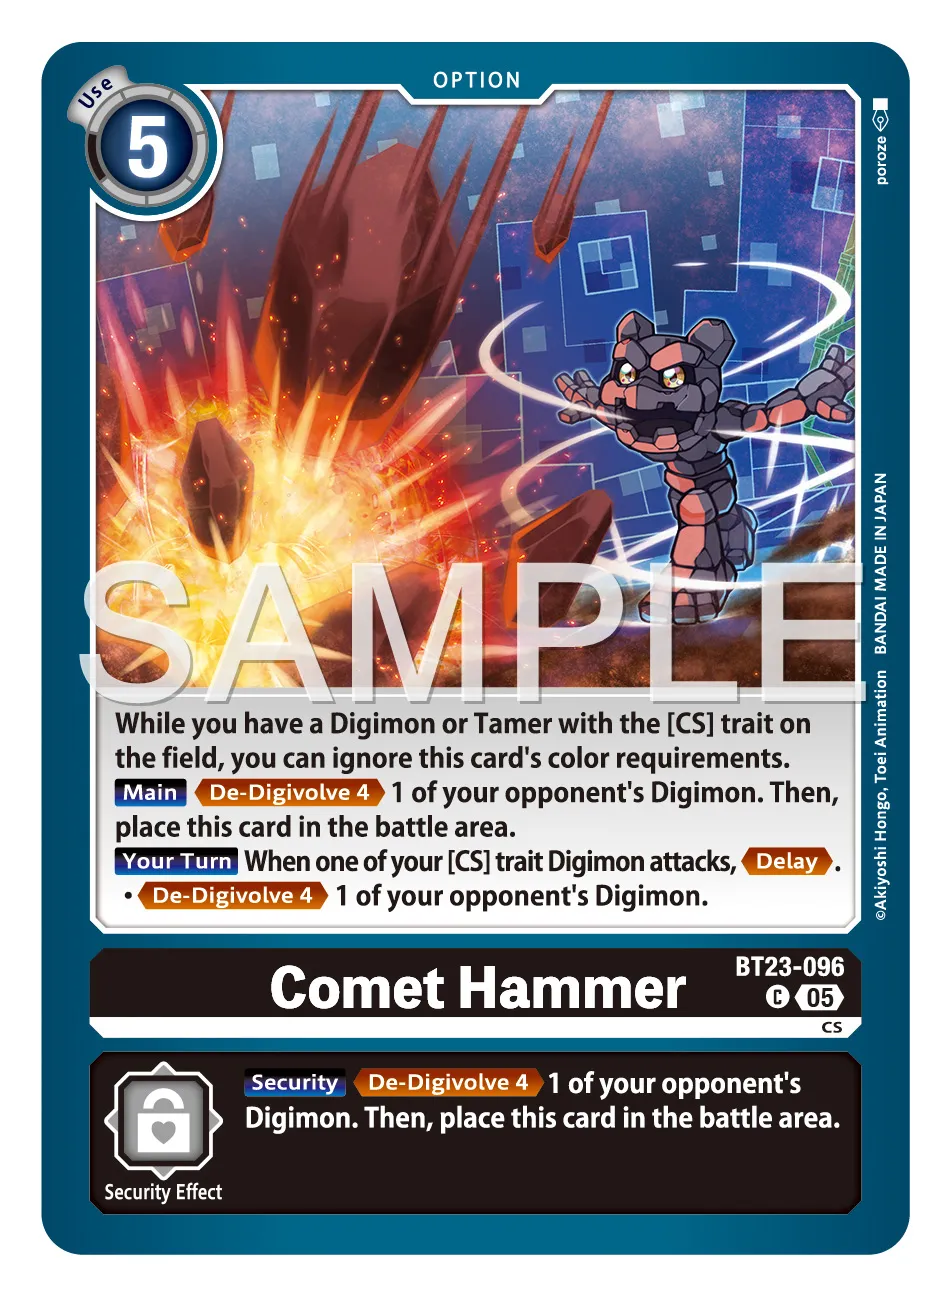 OPTION
Use
5
poroze
SAMPLE
While you have a Digimon or Tamer with the [CS] trait on
the field, you can ignore this card's color requirements.
Main De-Digivolve 4 1 of your opponent's Digimon. Then,
place this card in the battle area.
Your Turn When one of your [CS] trait Digimon attacks, Delay.
• De-Digivolve 4 1 of your opponent's Digimon.
©Akiyoshi Hongo, Toei Animation BANDAI MADE IN JAPAN
Comet Hammer
BT23-096
C 05
CS
Security De-Digivolve 4 1 of your opponent's
Digimon. Then, place this card in the battle area.
Security Effect